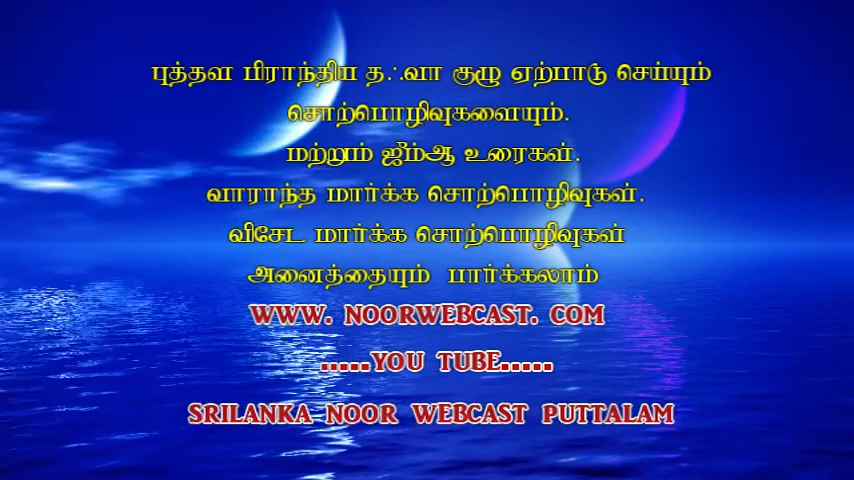 புத்தள பிராந்திய தஃவா குழு ஏற்பாடு செய்யும்
சொற்பொழிவுகளையும்.
மற்றும் ஜீம்ஆ உரைகள்.
வாராந்த மார்க்க சொற்பொழிவுகள்.
விசேட மார்க்க சொற்பொழிவுகள்
அனைத்தையும் பார்க்கலாம்
WWW. NOORWEBCAST. COM
.....YOU TUBE.....
SRILANKA NOOR WEBCAST PUTTALAM